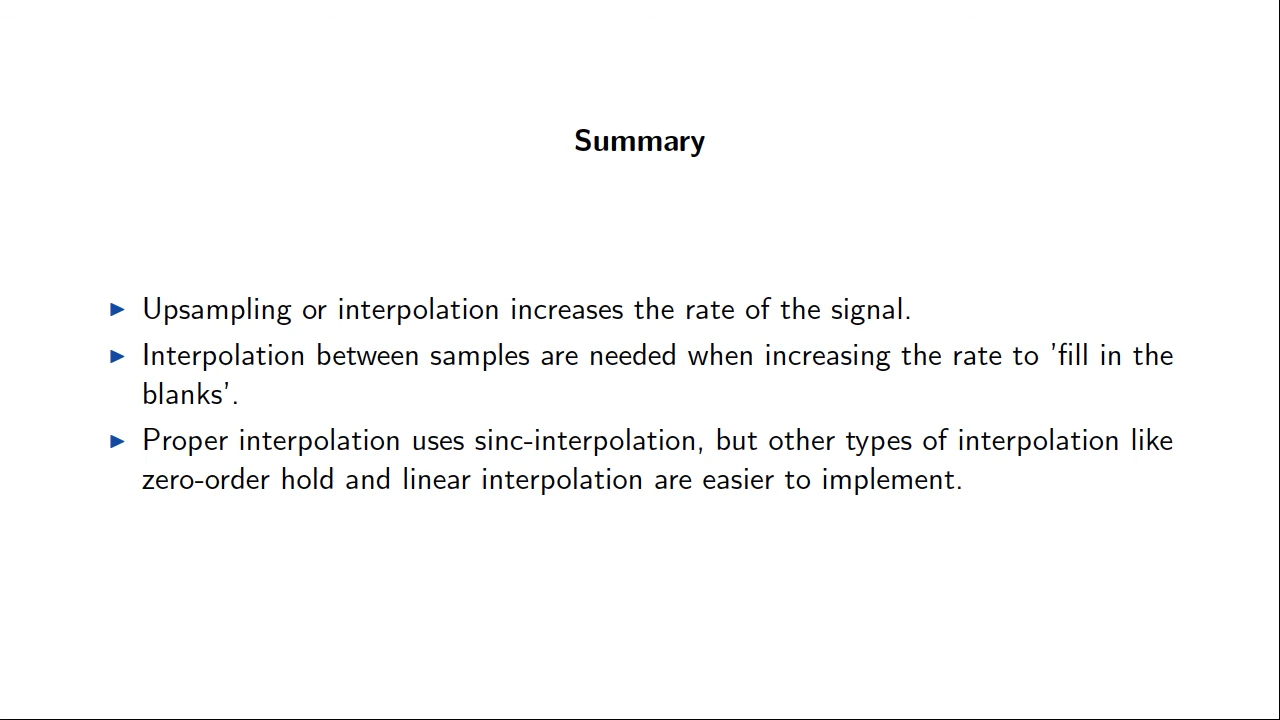 Summary
▶ Upsampling or interpolation increases the rate of the signal.
▶ Interpolation between samples are needed when increasing the rate to 'fill in the
blanks'.
▶ Proper interpolation uses sinc-interpolation, but other types of interpolation like
zero-order hold and linear interpolation are easier to implement.